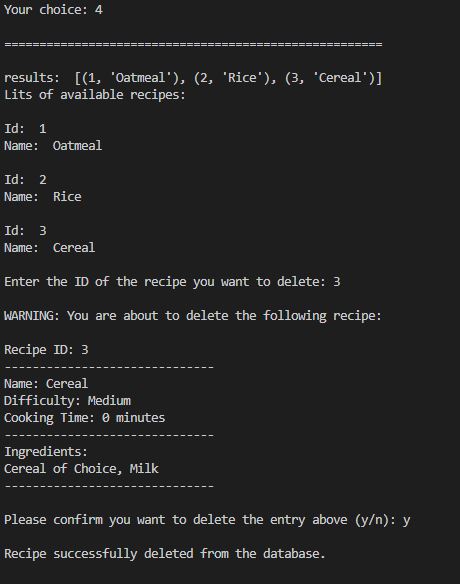 Your choice: 4
======================================================
results:  [(1, 'Oatmeal'), (2, 'Rice'), (3, 'Cereal')]
Lits of available recipes:
Id:  1
Name:  Oatmeal
Id:  2
Name:  Rice
Id:  3
Name:  Cereal
Enter the ID of the recipe you want to delete: 3
WARNING: You are about to delete the following recipe:
Recipe ID: 3
------------------------------
Name: Cereal
Difficulty: Medium
Cooking Time: 0 minutes
------------------------------
Ingredients:
Cereal of Choice, Milk
------------------------------
Please confirm you want to delete the entry above (y/n): y
Recipe successfully deleted from the database.